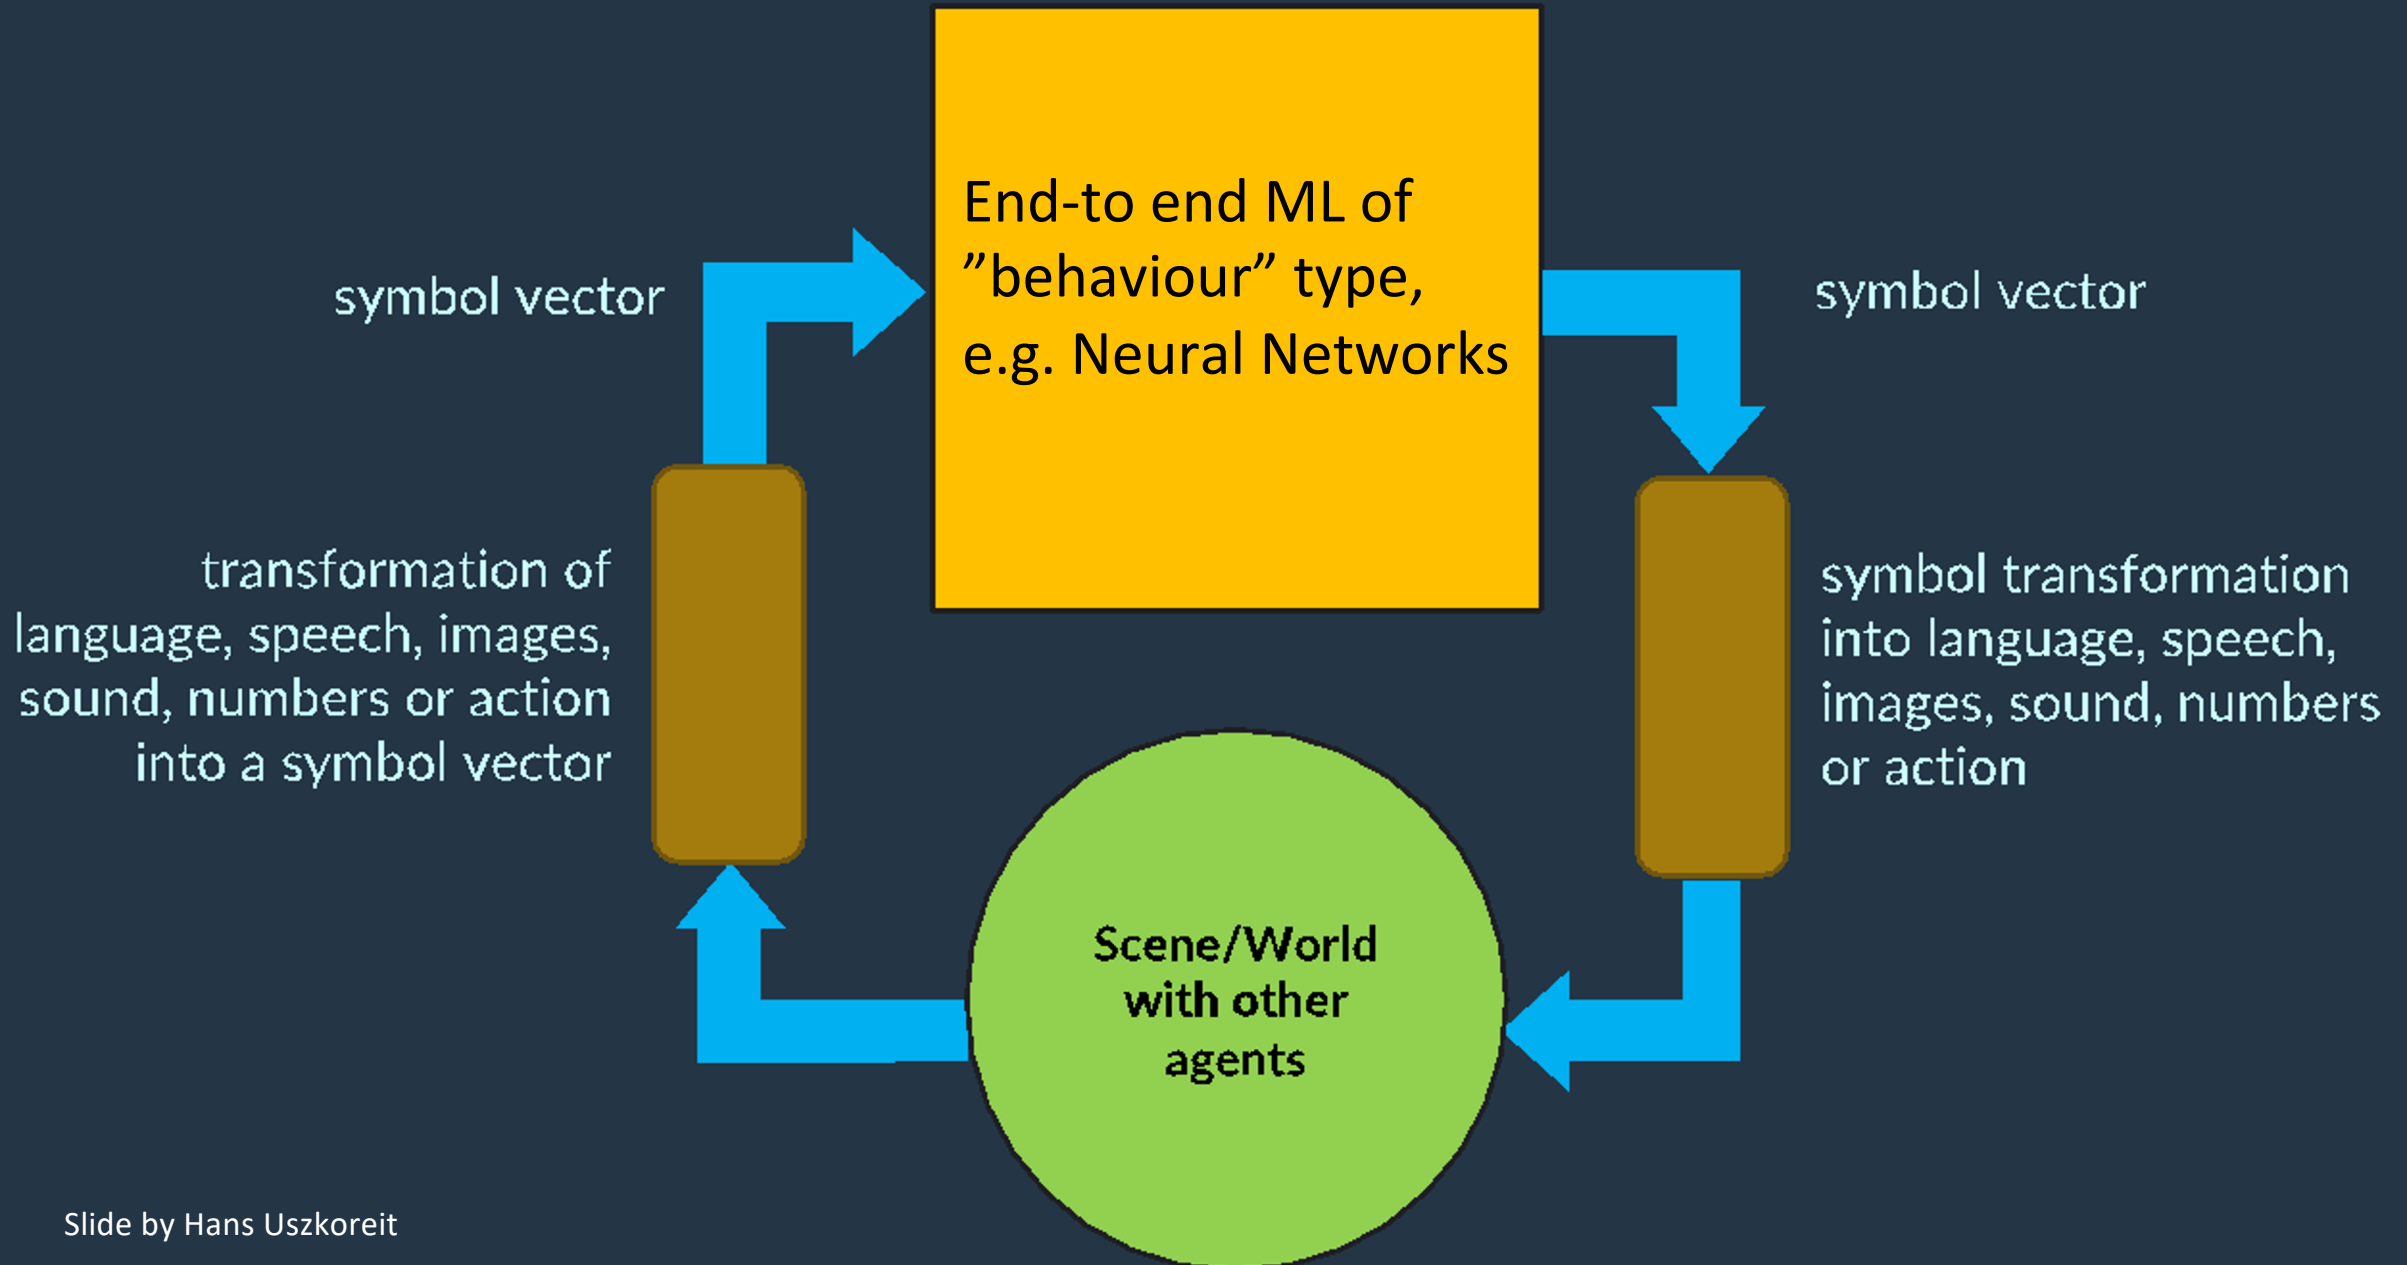 End-to end ML of
”behaviour” type,
e.g. Neural Networks
symbol vector
symbol vector
transformation of
language, speech, images,
sound, numbers or action
into a symbol vector
symbol transformation
into language, speech,
images, sound, numbers
or action
Scene/World
with other
agents
Slide by Hans Uszkoreit